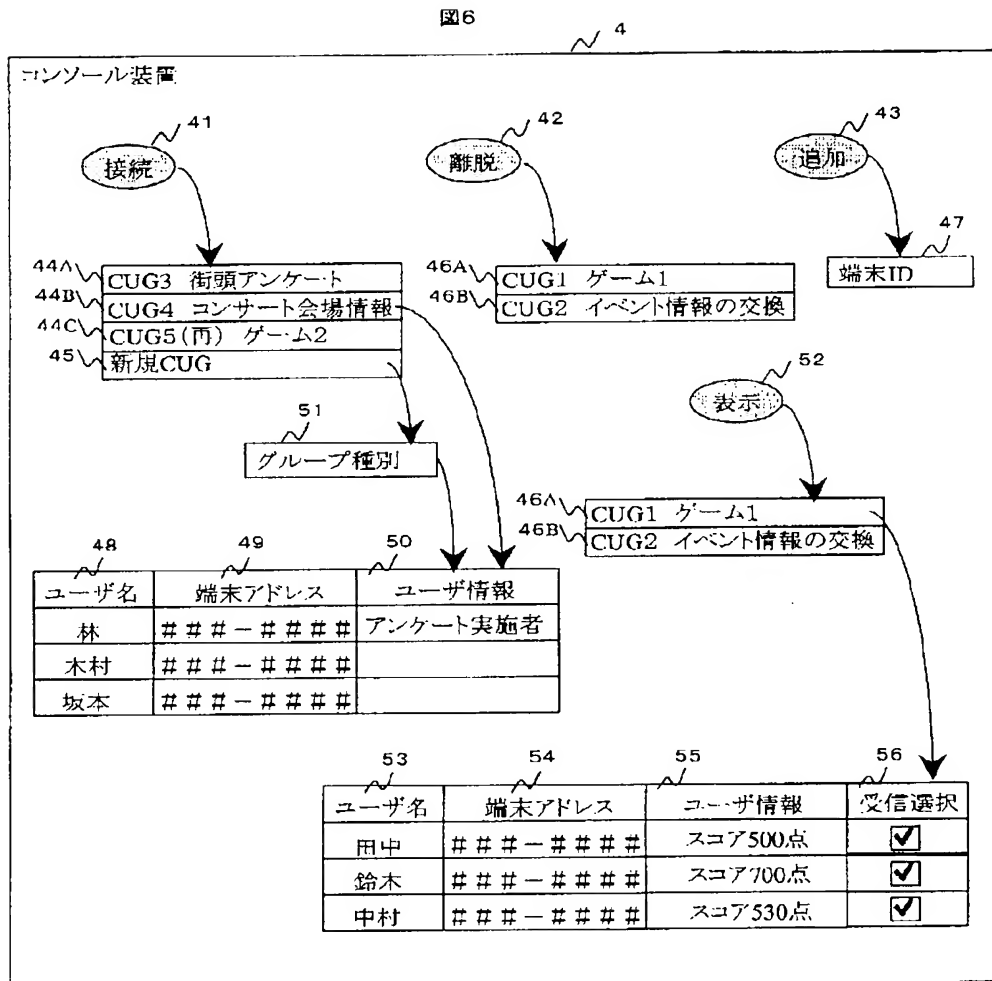 図6
4
コンソール装置
41
接続
42
離脱
43
追加
44A
CUG3 街頭アンケート
44B
CUG4 コンサート会場情報
44C
CUG5(再) ゲーム2
45
新規CUG
46A
CUG1 ゲーム1
46B
CUG2 イベント情報の交換
47
端末ID
51
グループ種別
52
表示
46A
CUG1 ゲーム1
46B
CUG2 イベント情報の交換
48 49 50
ユーザ名 端末アドレス ユーザ情報
林 ###-#### アンケート実施者
木村 ###-####
坂本 ###-####
53 54 55 56
ユーザ名 端末アドレス ユーザ情報 受信選択
田中 ###-#### スコア500点
鈴木 ###-#### スコア700点
中村 ###-#### スコア530点